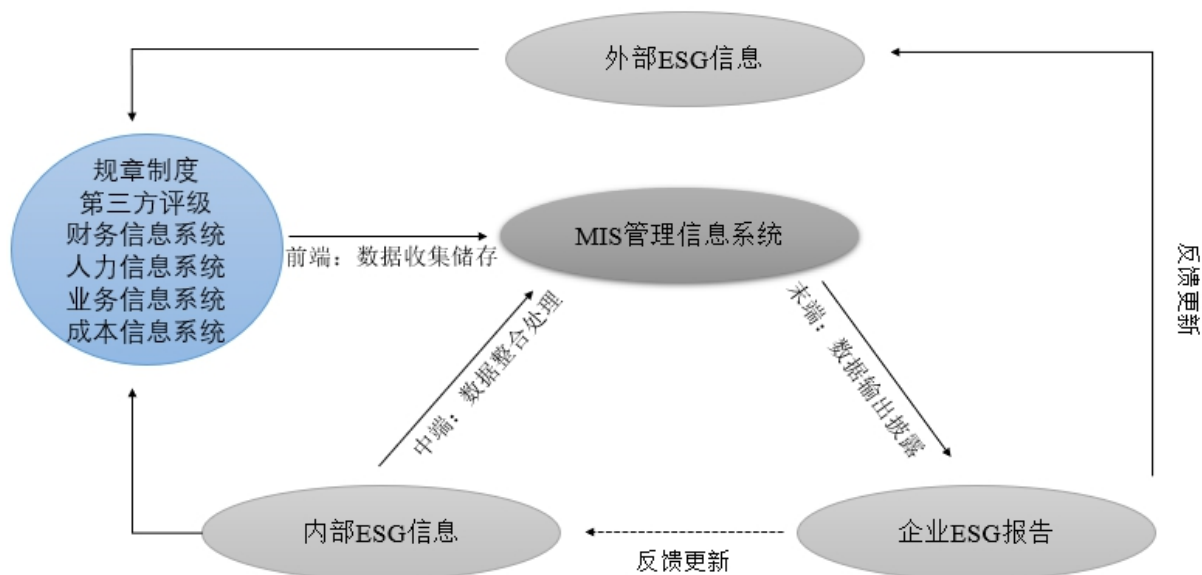 外部ESG信息
规章制度
第三方评级
财务信息系统
人力信息系统
业务信息系统
成本信息系统
前端：数据收集储存
MIS管理信息系统
中端：数据整合处理
末端：数据输出披露
反馈更新
内部ESG信息
反馈更新
企业ESG报告